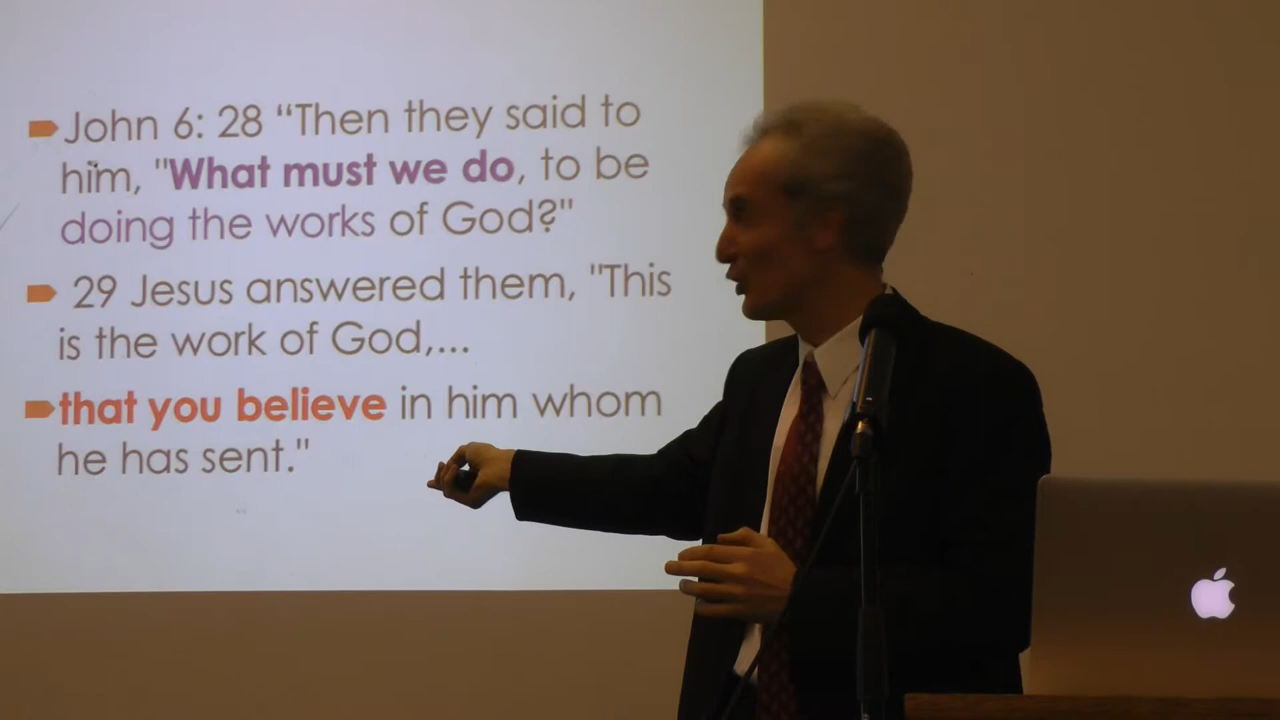 John 6: 28 “Then they said to
him, "What must we do, to be
doing the works of God?"
29 Jesus answered them, "This
is the work of God,...
that you believe in him whom
he has sent."